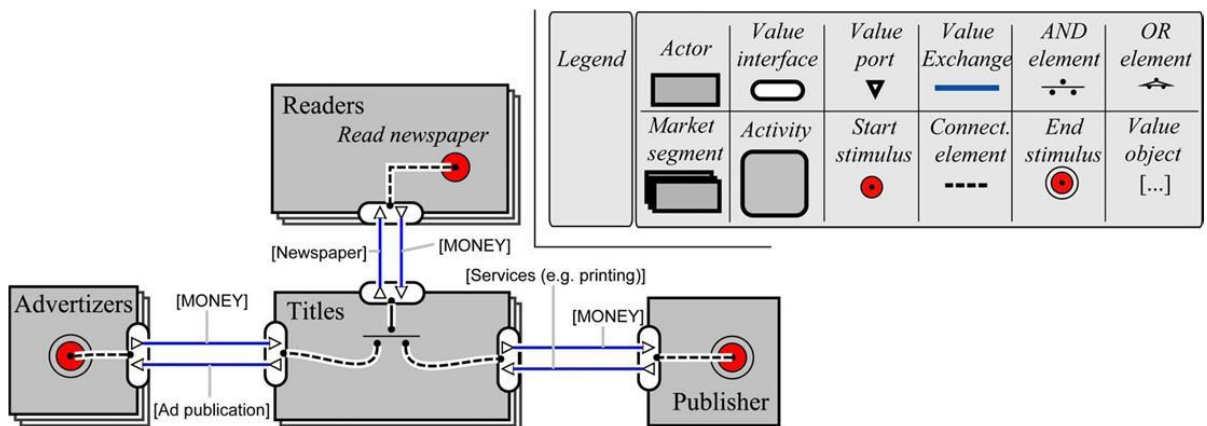 Legend
Actor
Value
interface
Value
port
Value
Exchange
AND
element
OR
element
Market
segment
Activity
Start
stimulus
Connect.
element
End
stimulus
Value
object
[...]
Readers
Read newspaper
[Newspaper]
[MONEY]
[Services (e.g. printing)]
Advertizers
[MONEY]
Titles
[MONEY]
[Ad publication]
Publisher